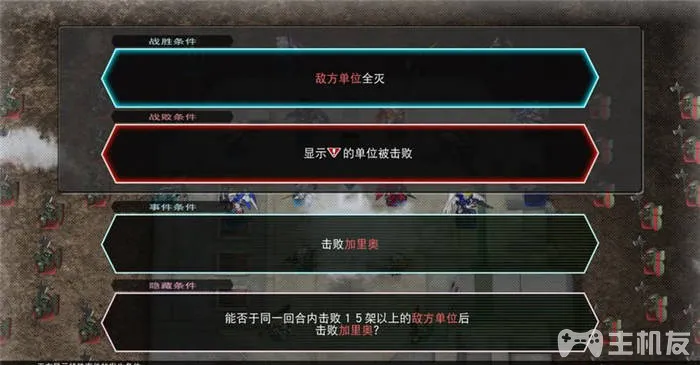 战胜条件
敌方单位全灭
战败条件
显示的单位被击败
事件条件
击败加里奥
隐藏条件
能否于同一回合内击败15架以上的敌方单位后
击败加里奥?
主机友